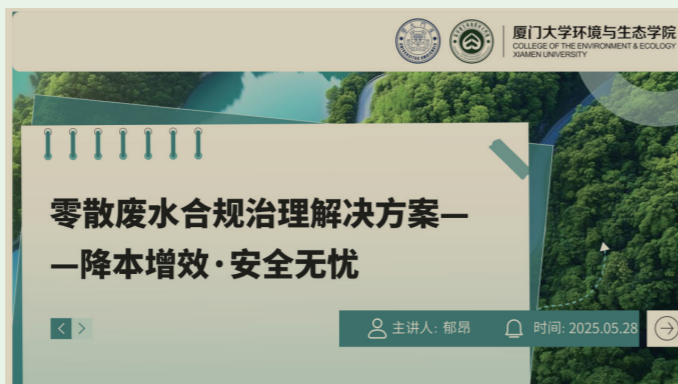 厦门大学环境与生态学院
COLLEGE OF THE ENVIRONMENT & ECOLOGY
XIAMEN UNIVERSITY
零散废水合规治理解决方案—
—降本增效·安全无忧
主讲人: 郁昂
时间: 2025.05.28